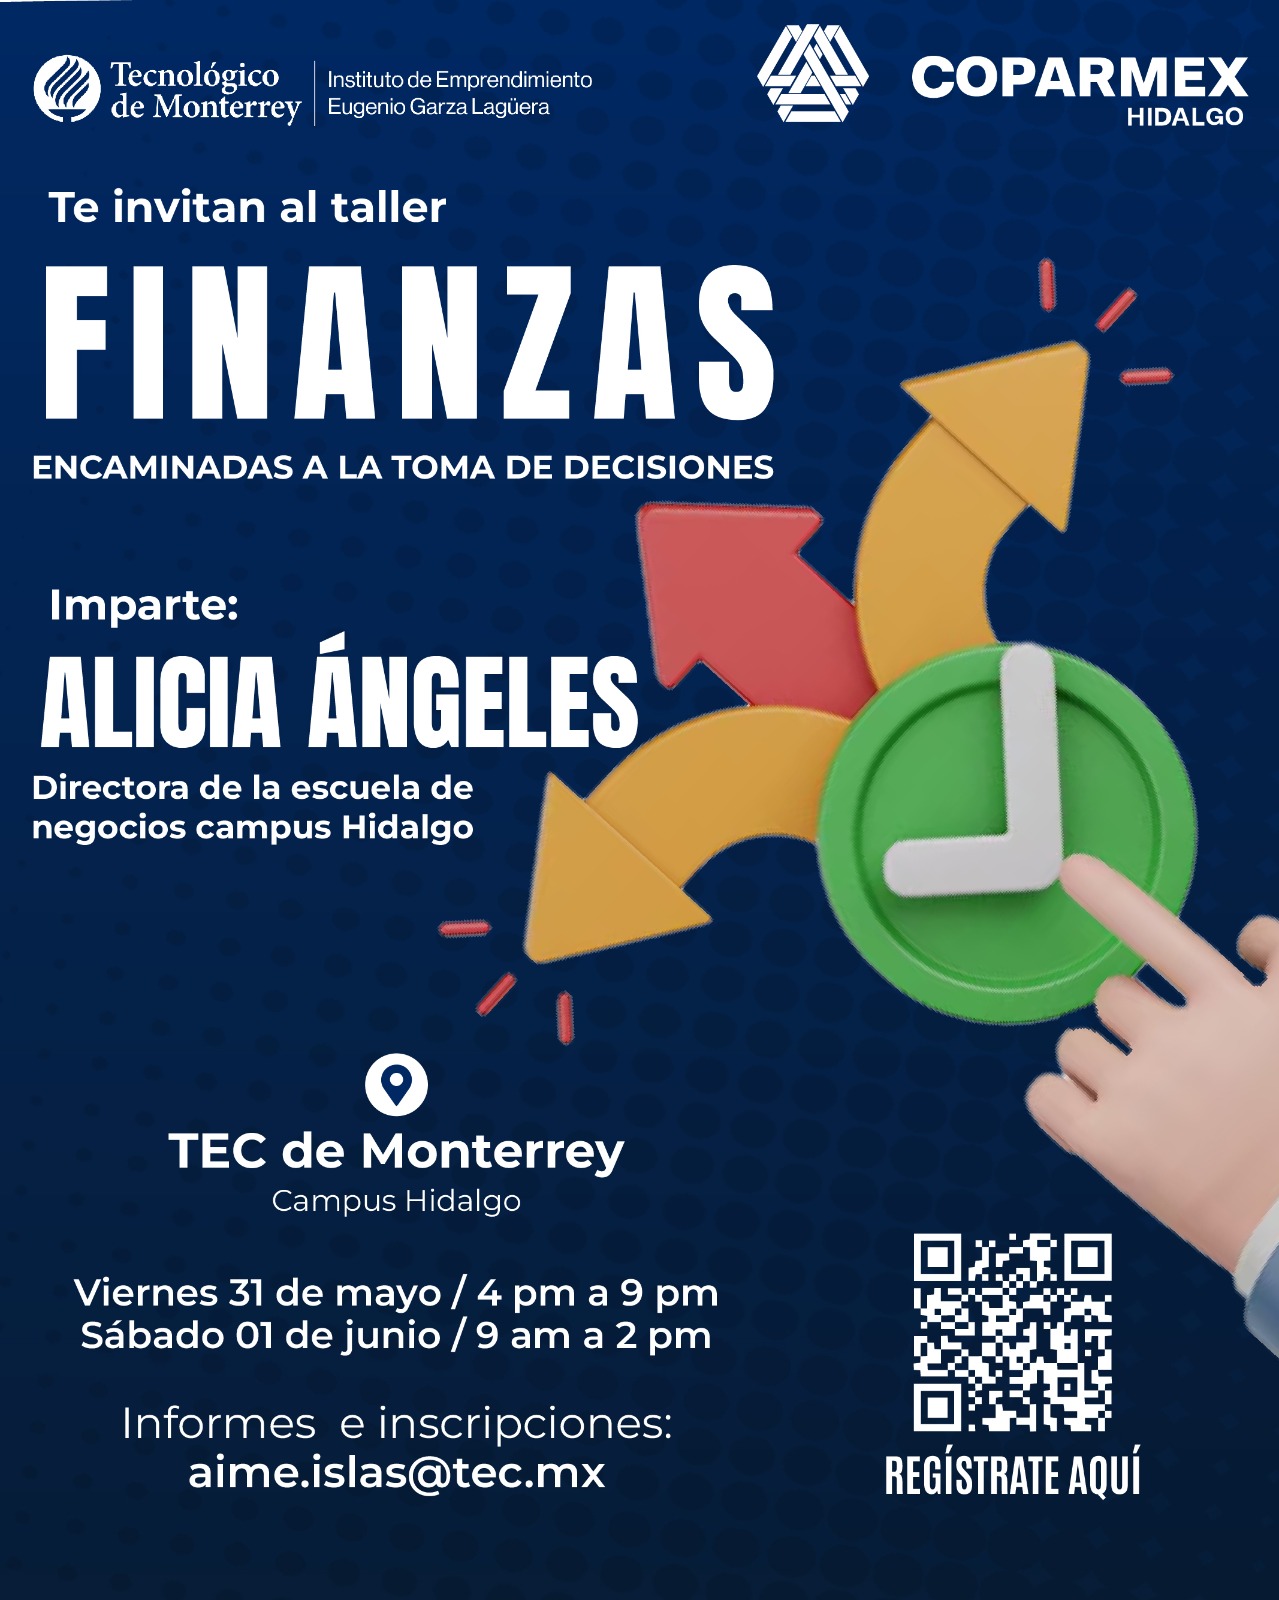 Tecnológico
de Monterrey
Instituto de Emprendimiento
Eugenio Garza Lagüera
COPARMEX
HIDALGO
Te invitan al taller
FINANZAS
ENCAMINADAS A LA TOMA DE DECISIONES
Imparte:
ALICIA ÁNGELES
Directora de la escuela de
negocios campus Hidalgo
TEC de Monterrey
Campus Hidalgo
Viernes 31 de mayo / 4 pm a 9 pm
Sábado 01 de junio / 9 am a 2 pm
Informes e inscripciones:
aime.islas@tec.mx
REGÍSTRATE AQUÍ